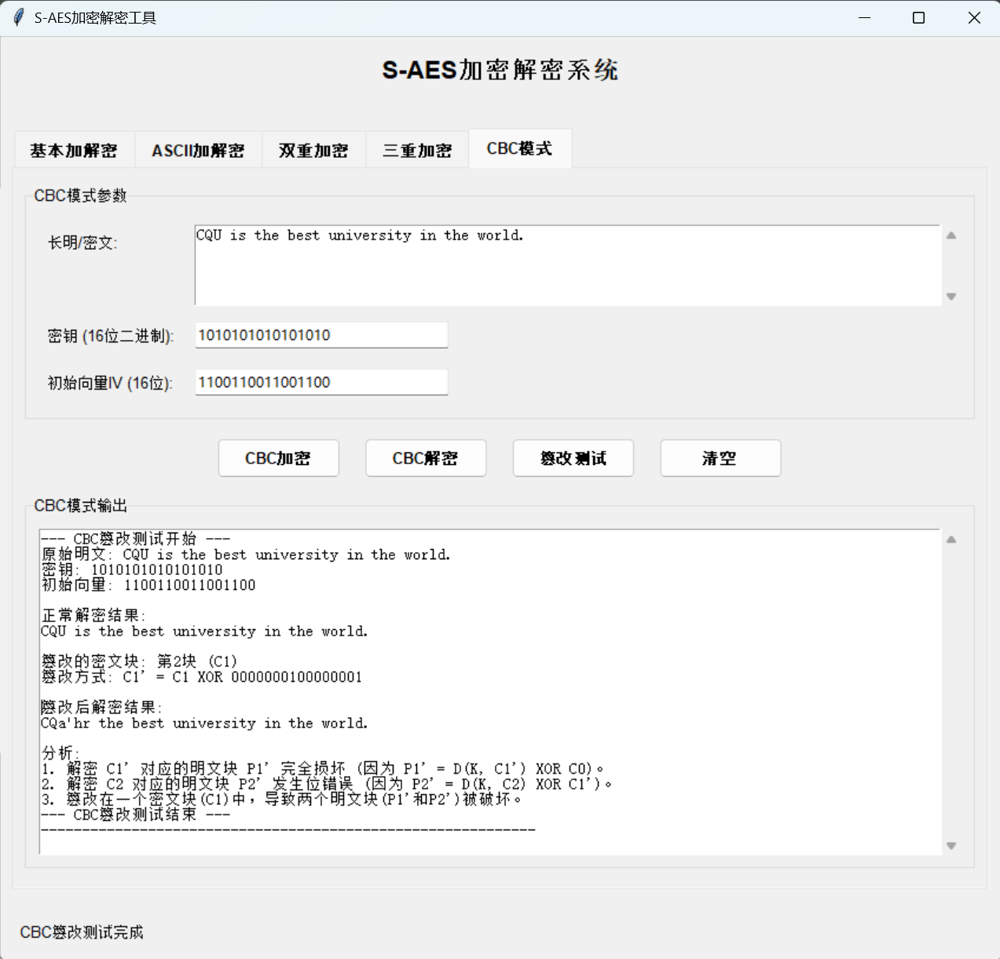 S-AES加密解密工具
S-AES加密解密系统
基本加解密 ASCII加解密 双重加密 三重加密 CBC模式
CBC模式参数
长明/密文: CQU is the best university in the world.
密钥 (16位二进制): 1010101010101010
初始向量IV (16位): 1100110011001100
CBC加密 CBC解密 篡改测试 清空
CBC模式输出
--- CBC篡改测试开始 ---
原始明文: CQU is the best university in the world.
密钥: 1010101010101010
初始向量: 1100110011001100
正常解密结果:
CQU is the best university in the world.
篡改的密文块: 第2块 (C1)
篡改方式: C1' = C1 XOR 0000000100000001
篡改后解密结果:
CQa'hr the best university in the world.
分析:
1. 解密 C1' 对应的明文块 P1' 完全损坏 (因为 P1' = D(K, C1') XOR C0)。
2. 解密 C2 对应的明文块 P2' 发生位错误 (因为 P2' = D(K, C2) XOR C1')。
3. 篡改在一个密文块(C1)中，导致两个明文块(P1'和P2')被破坏。
--- CBC篡改测试结束 ---
------------------------------------------------------------
CBC篡改测试完成